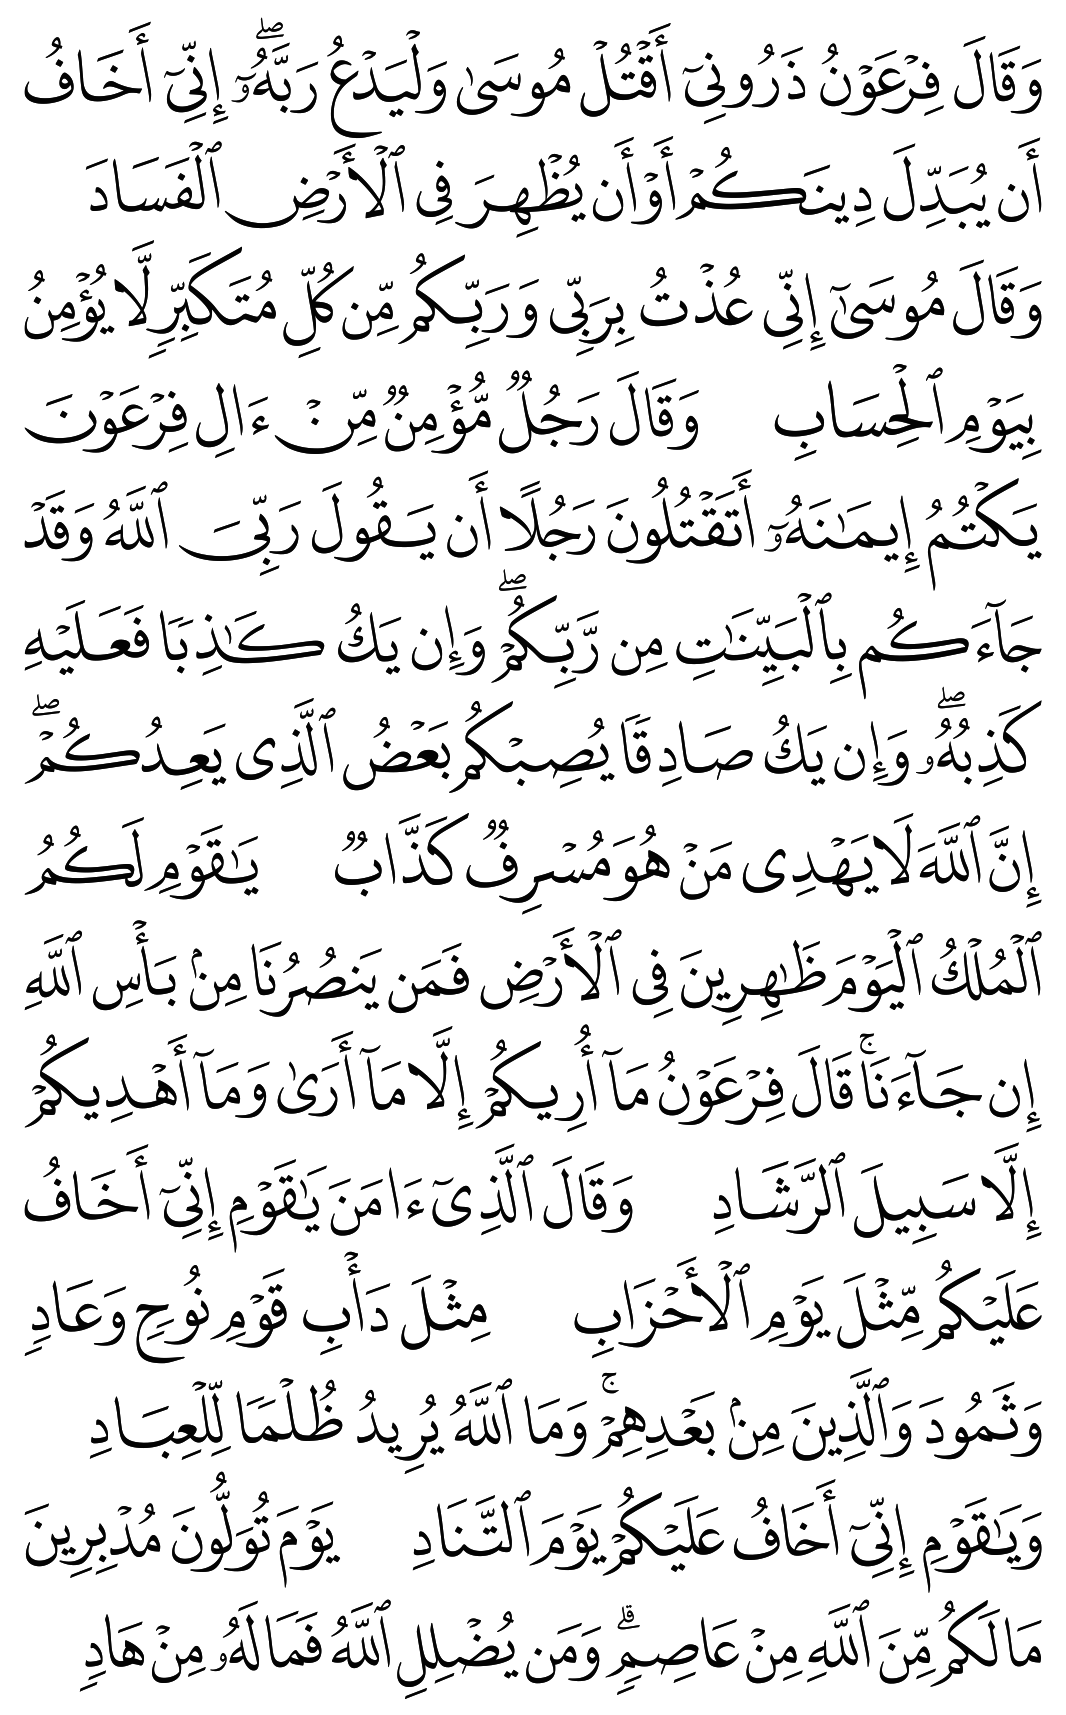 وَقَالَ فِرۡعَوۡنُ ذَرُونِيٓ أَقۡتُلۡ مُوسَىٰ وَلۡيَدۡعُ رَبَّهُۥٓۖ إِنِّيٓ أَخَافُ
أَن يُبَدِّلَ دِينَكُمۡ أَوۡ أَن يُظۡهِرَ فِي ٱلۡأَرۡضِ ٱلۡفَسَادَ
وَقَالَ مُوسَىٰٓ إِنِّي عُذۡتُ بِرَبِّي وَرَبِّكُم مِّن كُلِّ مُتَكَبِّرٖ لَّا يُؤۡمِنُ
بِيَوۡمِ ٱلۡحِسَابِ وَقَالَ رَجُلٞ مُّؤۡمِنٞ مِّنۡ ءَالِ فِرۡعَوۡنَ
يَكۡتُمُ إِيمَٰنَهُۥٓ أَتَقۡتُلُونَ رَجُلًا أَن يَقُولَ رَبِّيَ ٱللَّهُ وَقَدۡ
جَآءَكُم بِٱلۡبَيِّنَٰتِ مِن رَّبِّكُمۡۖ وَإِن يَكُ كَٰذِبٗا فَعَلَيۡهِ
كَذِبُهُۥۖ وَإِن يَكُ صَادِقٗا يُصِبۡكُم بَعۡضُ ٱلَّذِي يَعِدُكُمۡۖ
إِنَّ ٱللَّهَ لَا يَهۡدِي مَنۡ هُوَ مُسۡرِفٞ كَذَّابٞ يَٰقَوۡمِ لَكُمُ
ٱلۡمُلۡكُ ٱلۡيَوۡمَ ظَٰهِرِينَ فِي ٱلۡأَرۡضِ فَمَن يَنصُرُنَا مِنۢ بَأۡسِ ٱللَّهِ
إِن جَآءَنَاۚ قَالَ فِرۡعَوۡنُ مَآ أُرِيكُمۡ إِلَّا مَآ أَرَىٰ وَمَآ أَهۡدِيكُمۡ
إِلَّا سَبِيلَ ٱلرَّشَادِ وَقَالَ ٱلَّذِيٓ ءَامَنَ يَٰقَوۡمِ إِنِّيٓ أَخَافُ
عَلَيۡكُم مِّثۡلَ يَوۡمِ ٱلۡأَحۡزَابِ مِثۡلَ دَأۡبِ قَوۡمِ نُوحٖ وَعَادٖ
وَثَمُودَ وَٱلَّذِينَ مِنۢ بَعۡدِهِمۡۚ وَمَا ٱللَّهُ يُرِيدُ ظُلۡمٗا لِّلۡعِبَادِ
وَيَٰقَوۡمِ إِنِّيٓ أَخَافُ عَلَيۡكُمۡ يَوۡمَ ٱلتَّنَادِ يَوۡمَ تُوَلُّونَ مُدۡبِرِينَ
مَا لَكُم مِّنَ ٱللَّهِ مِنۡ عَاصِمٖۗ وَمَن يُضۡلِلِ ٱللَّهُ فَمَا لَهُۥ مِنۡ هَادٖ